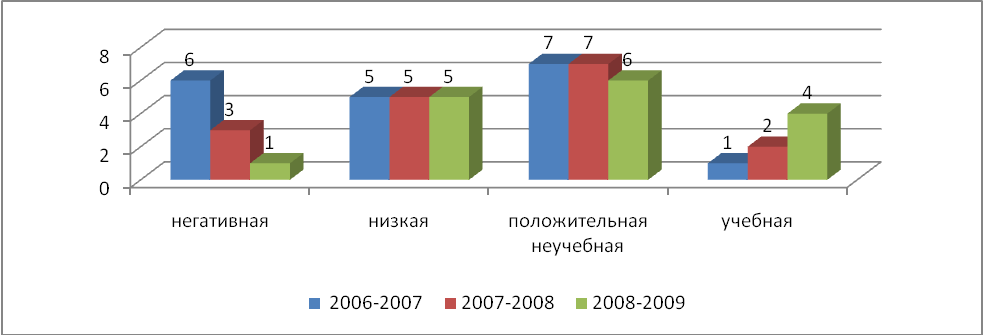 8
6
4
2
0
6 3 1
5 5 5
7 7 6
1 2 4
негативная
низкая
положительная
неучебная
учебная
2006-2007 2007-2008 2008-2009